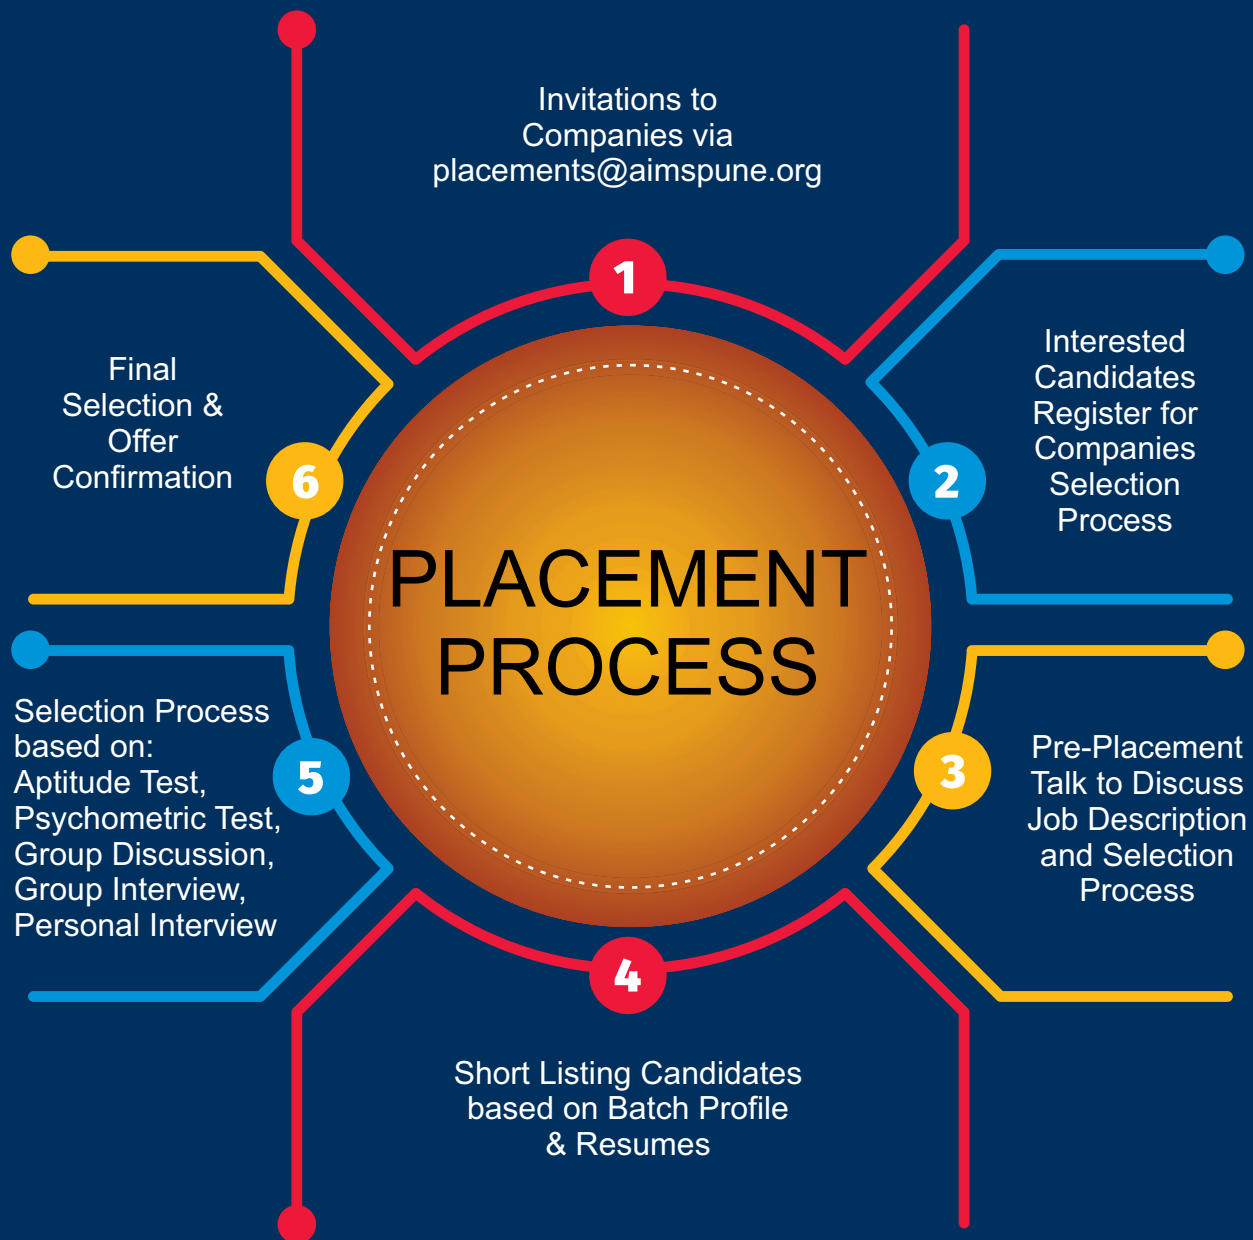 PLACEMENT
PROCESS
1
Invitations to
Companies via
placements@aimspune.org
2
Interested
Candidates
Register for
Companies
Selection
Process
3
Pre-Placement
Talk to Discuss
Job Description
and Selection
Process
4
Short Listing Candidates
based on Batch Profile
& Resumes
5
Selection Process
based on:
Aptitude Test,
Psychometric Test,
Group Discussion,
Group Interview,
Personal Interview
6
Final
Selection &
Offer
Confirmation